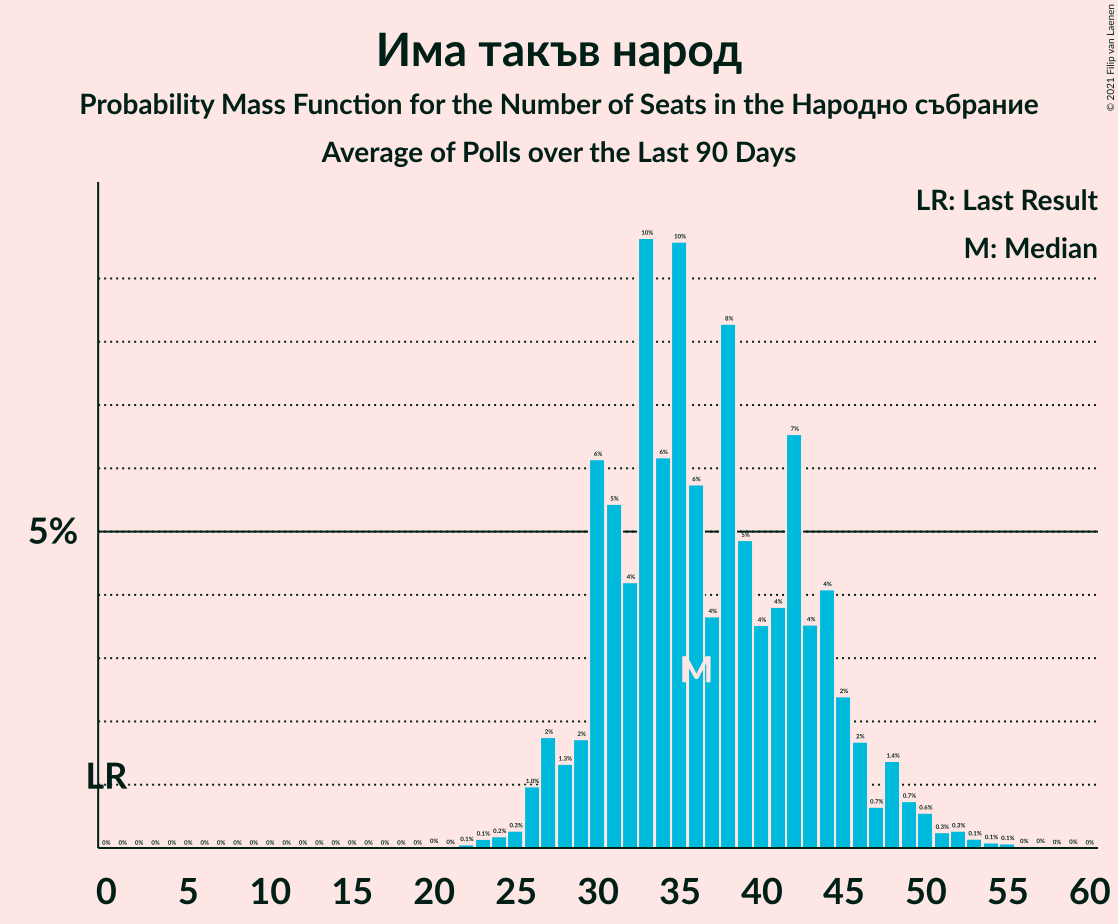 © 2021 Filip van Laenen
Има такъв народ
Probability Mass Function for the Number of Seats in the Народно събрание
Average of Polls over the Last 90 Days
LR: Last Result
M: Median
10% 10%
8%
7%
6% 6% 6%
5%
5%
5%
4% 4% 4% 4% 4% 4%
M
2%
2% 2% 2%
LR
1.0% 1.3% 1.4%
0.7% 0.7% 0.6%
0% 0% 0% 0% 0% 0% 0% 0% 0% 0% 0% 0% 0% 0% 0% 0% 0% 0% 0% 0% 0% 0% 0.1% 0.1% 0.2% 0.3% 0.3% 0.3% 0.1% 0.1% 0.1% 0% 0% 0% 0% 0%
0 5 10 15 20 25 30 35 40 45 50 55 60